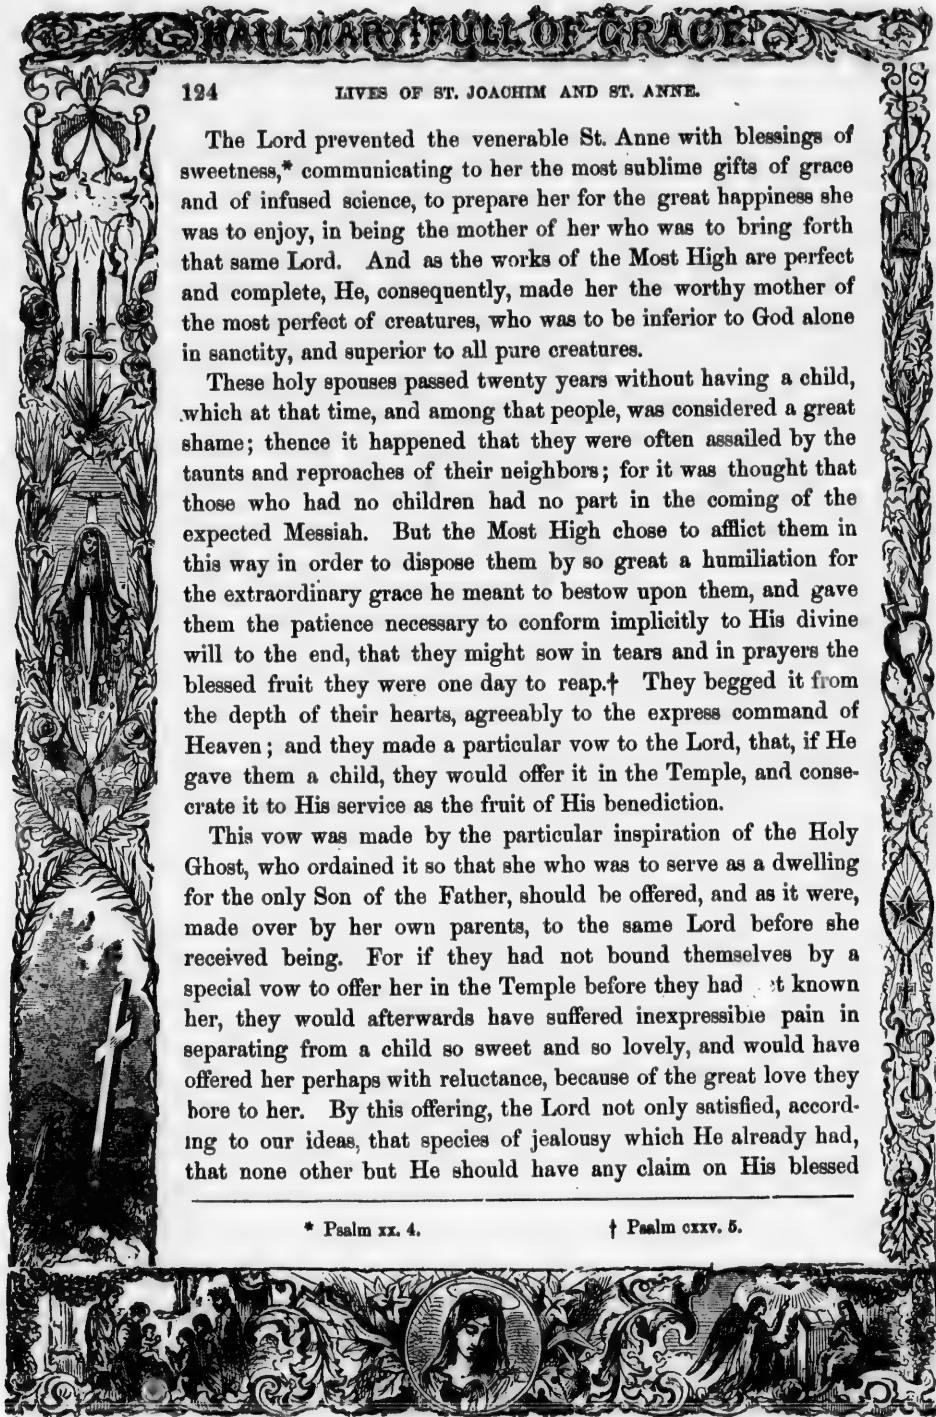 HAIL MARY FULL OF GRACE
124 LIVES OF ST. JOACHIM AND ST. ANNE.
The Lord prevented the venerable St. Anne with blessings of
sweetness,* communicating to her the most sublime gifts of grace
and of infused science, to prepare her for the great happiness she
was to enjoy, in being the mother of her who was to bring forth
that same Lord. And as the works of the Most High are perfect
and complete, He, consequently, made her the worthy mother of
the most perfect of creatures, who was to be inferior to God alone
in sanctity, and superior to all pure creatures.
These holy spouses passed twenty years without having a child,
which at that time, and among that people, was considered a great
shame; thence it happened that they were often assailed by the
taunts and reproaches of their neighbors; for it was thought that
those who had no children had no part in the coming of the
expected Messiah. But the Most High chose to afflict them in
this way in order to dispose them by so great a humiliation for
the extraordinary grace he meant to bestow upon them, and gave
them the patience necessary to conform implicitly to His divine
will to the end, that they might sow in tears and in prayers the
blessed fruit they were one day to reap.† They begged it from
the depth of their hearts, agreeably to the express command of
Heaven; and they made a particular vow to the Lord, that, if He
gave them a child, they would offer it in the Temple, and conse-
crate it to His service as the fruit of His benediction.
This vow was made by the particular inspiration of the Holy
Ghost, who ordained it so that she who was to serve as a dwelling
for the only Son of the Father, should be offered, and as it were,
made over by her own parents, to the same Lord before she
received being. For if they had not bound themselves by a
special vow to offer her in the Temple before they had known
her, they would afterwards have suffered inexpressible pain in
separating from a child so sweet and so lovely, and would have
offered her perhaps with reluctance, because of the great love they
bore to her. By this offering, the Lord not only satisfied, accord-
ing to our ideas, that species of jealousy which He already had,
that none other but He should have any claim on His blessed
* Psalm xx. 4. † Psalm cxxv. 5.